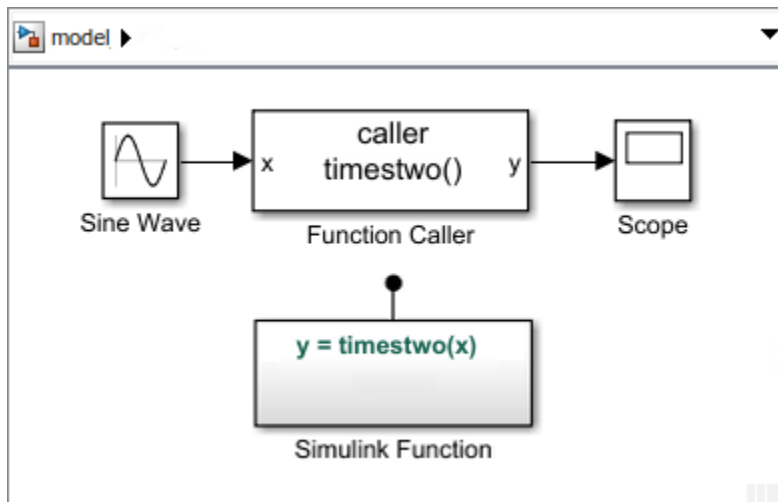 model
caller
timestwo()
x
y
Sine Wave
Function Caller
Scope
y = timestwo(x)
Simulink Function